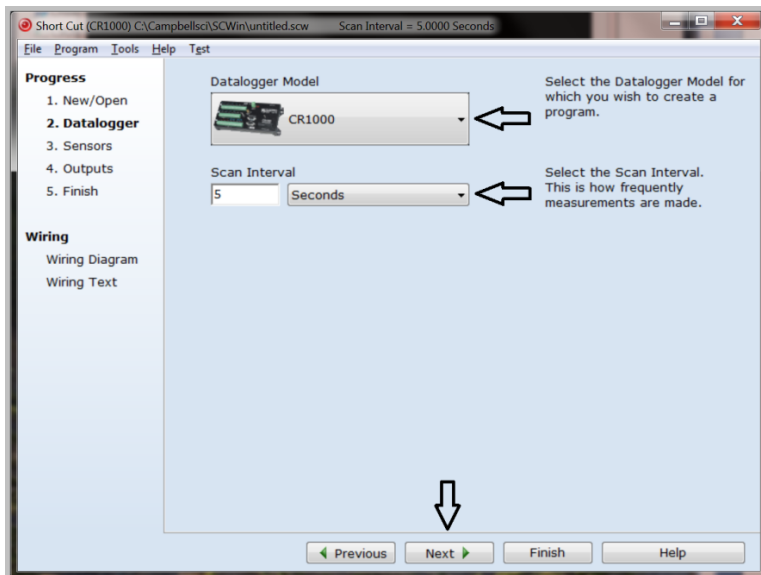 Short Cut (CR1000) C:\Campbellsci\SCWin\untitled.scw Scan Interval = 5.0000 Seconds
File Program Tools Help Test
Progress
1. New/Open
2. Datalogger
3. Sensors
4. Outputs
5. Finish
Wiring
Wiring Diagram
Wiring Text
Datalogger Model
CR1000
Select the Datalogger Model for
which you wish to create a
program.
Scan Interval
5 Seconds
Select the Scan Interval.
This is how frequently
measurements are made.
Previous Next Finish Help